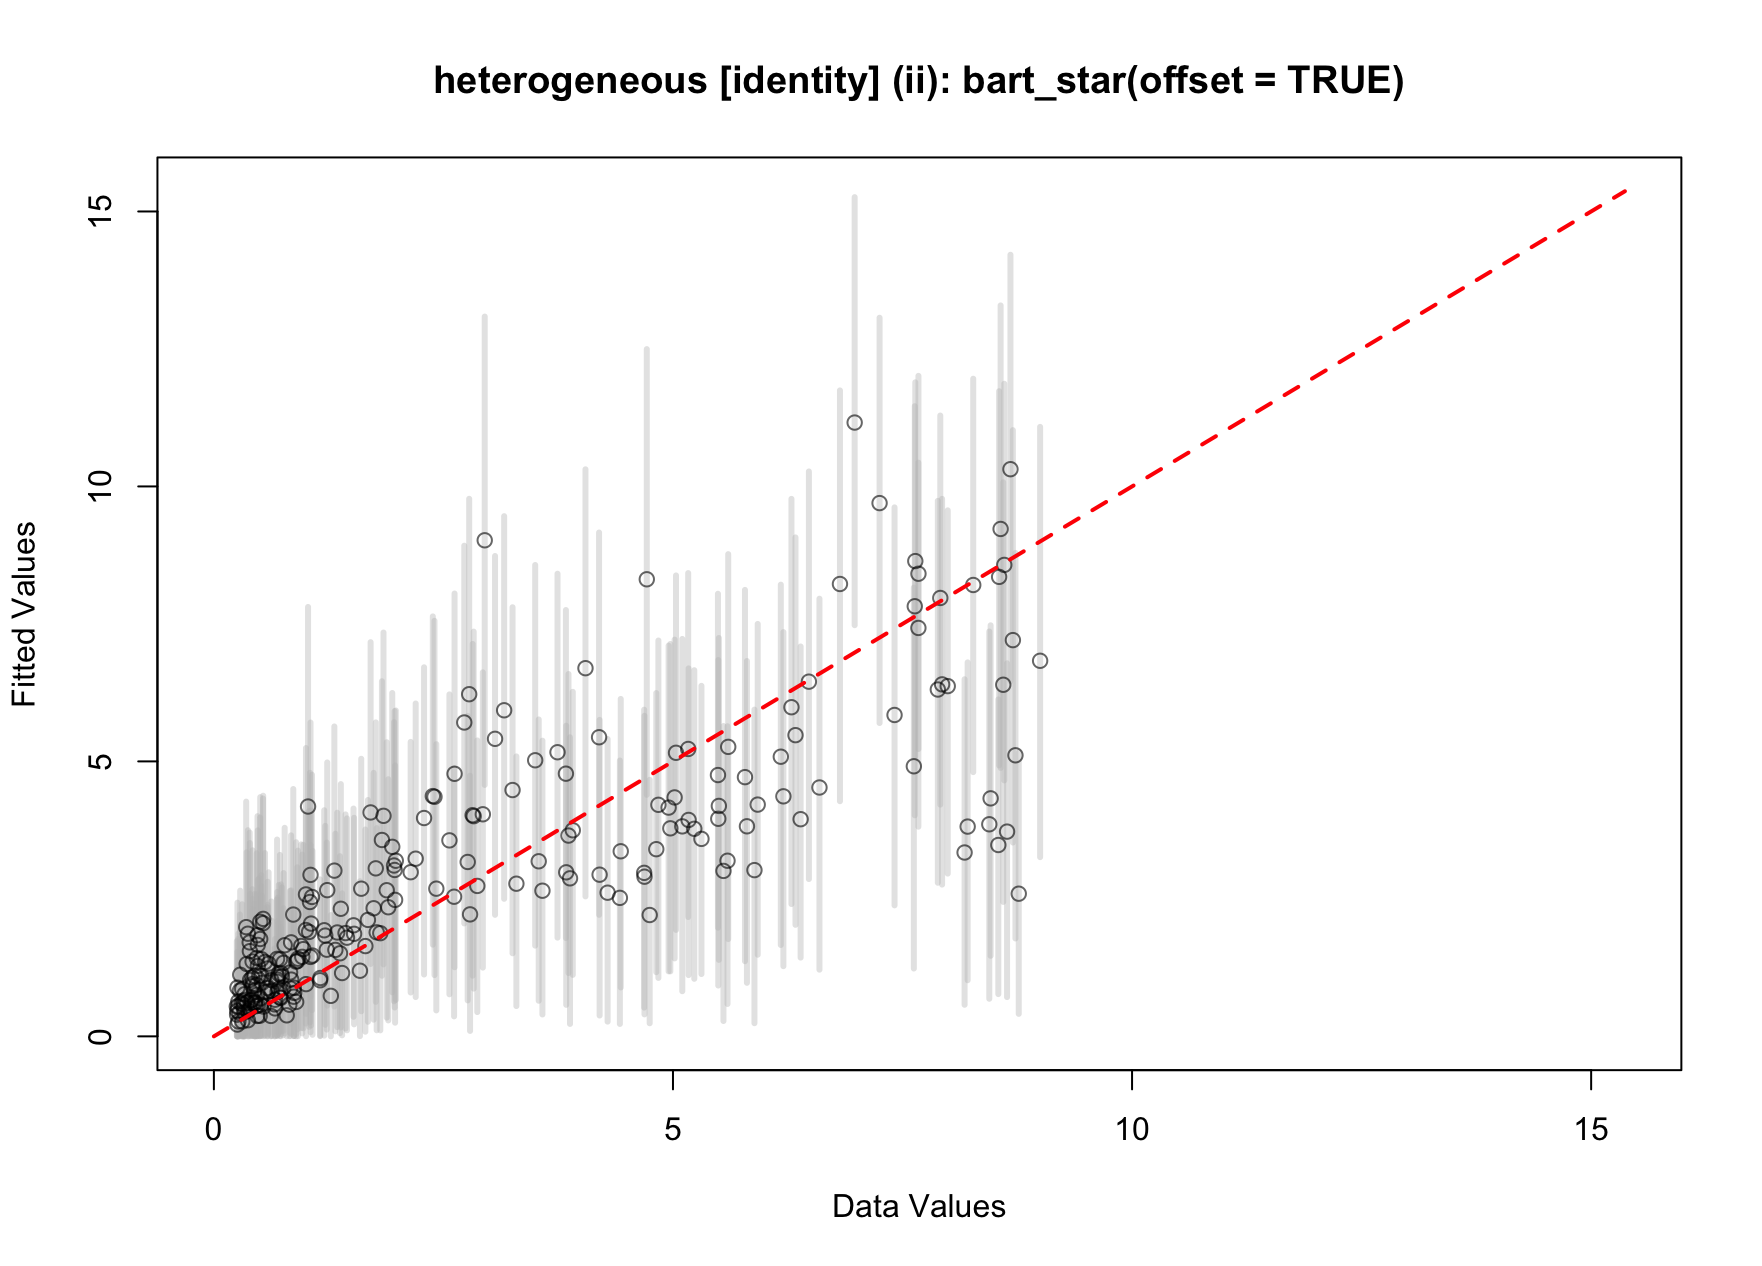 heterogeneous [identity] (ii): bart_star(offset = TRUE)
Fitted Values
15
10
5
0
0 5 10 15
Data Values